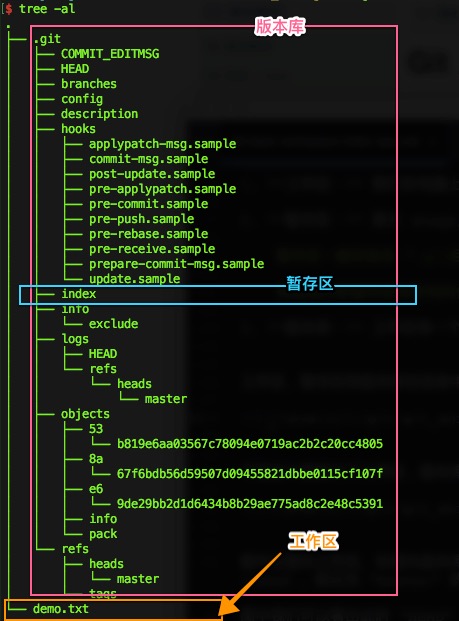 $ tree -al
.
版本库
├── .git
│   ├── COMMIT_EDITMSG
│   ├── HEAD
│   ├── branches
│   ├── config
│   ├── description
│   ├── hooks
│   │   ├── applypatch-msg.sample
│   │   ├── commit-msg.sample
│   │   ├── post-update.sample
│   │   ├── pre-applypatch.sample
│   │   ├── pre-commit.sample
│   │   ├── pre-push.sample
│   │   ├── pre-rebase.sample
│   │   ├── pre-receive.sample
│   │   ├── prepare-commit-msg.sample
│   │   └── update.sample
│   ├── index 暂存区
│   ├── info
│   │   └── exclude
│   ├── logs
│   │   ├── HEAD
│   │   └── refs
│   │       └── heads
│   │           └── master
│   ├── objects
│   │   ├── 53
│   │   │   └── b819e6aa03567c78094e0719ac2b2c20cc4805
│   │   ├── 8a
│   │   │   └── 67f6bdb56d59507d09455821dbbe0115cf107f
│   │   ├── e6
│   │   │   └── 9de29bb2d1d6434b8b29ae775ad8c2e48c5391
│   │   ├── info
│   │   └── pack
│   └── refs
│       ├── heads
│       │   └── master
│       └── tags
工作区
└── demo.txt